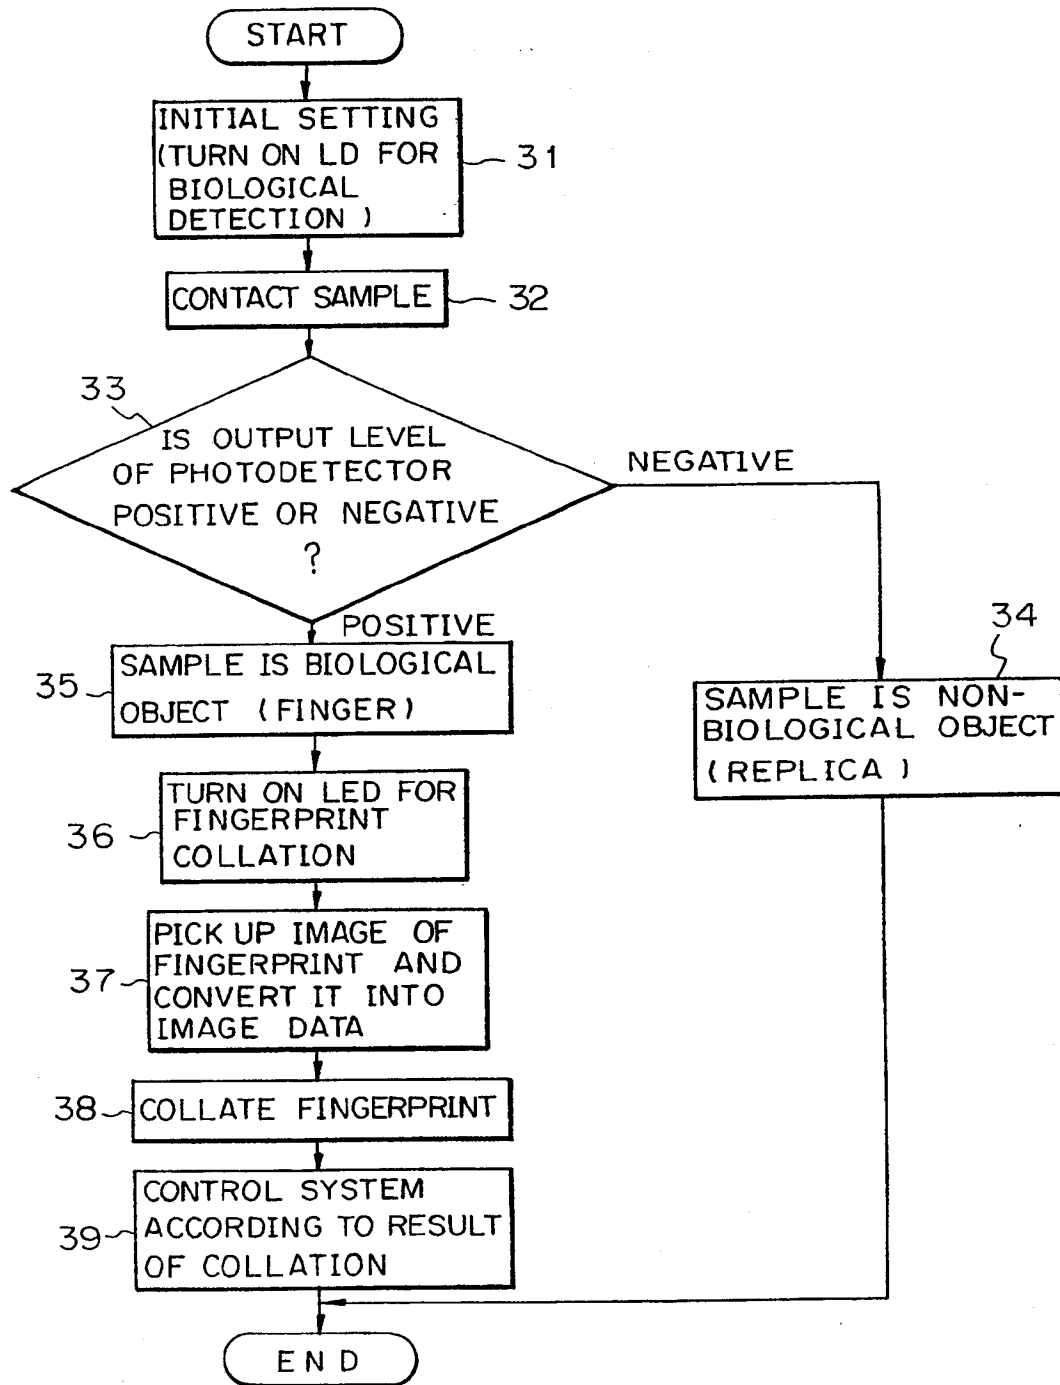 START
INITIAL SETTING
(TURN ON LD FOR
BIOLOGICAL
DETECTION)
31
CONTACT SAMPLE
32
33
IS OUTPUT LEVEL
OF PHOTODETECTOR
POSITIVE OR NEGATIVE
?
NEGATIVE
POSITIVE
34
SAMPLE IS NON-
BIOLOGICAL OBJECT
(REPLICA)
35
SAMPLE IS BIOLOGICAL
OBJECT (FINGER)
36
TURN ON LED FOR
FINGERPRINT
COLLATION
37
PICK UP IMAGE OF
FINGERPRINT AND
CONVERT IT INTO
IMAGE DATA
38
COLLATE FINGERPRINT
39
CONTROL SYSTEM
ACCORDING TO RESULT
OF COLLATION
END